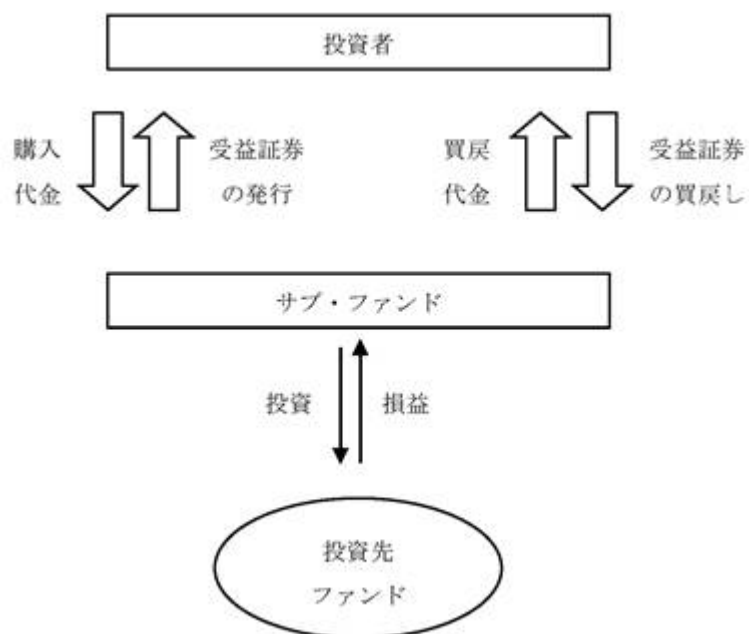 投資者
購入
代金
受益証券
の発行
買戻
代金
受益証券
の買戻し
サブ・ファンド
投資
損益
投資先
ファンド